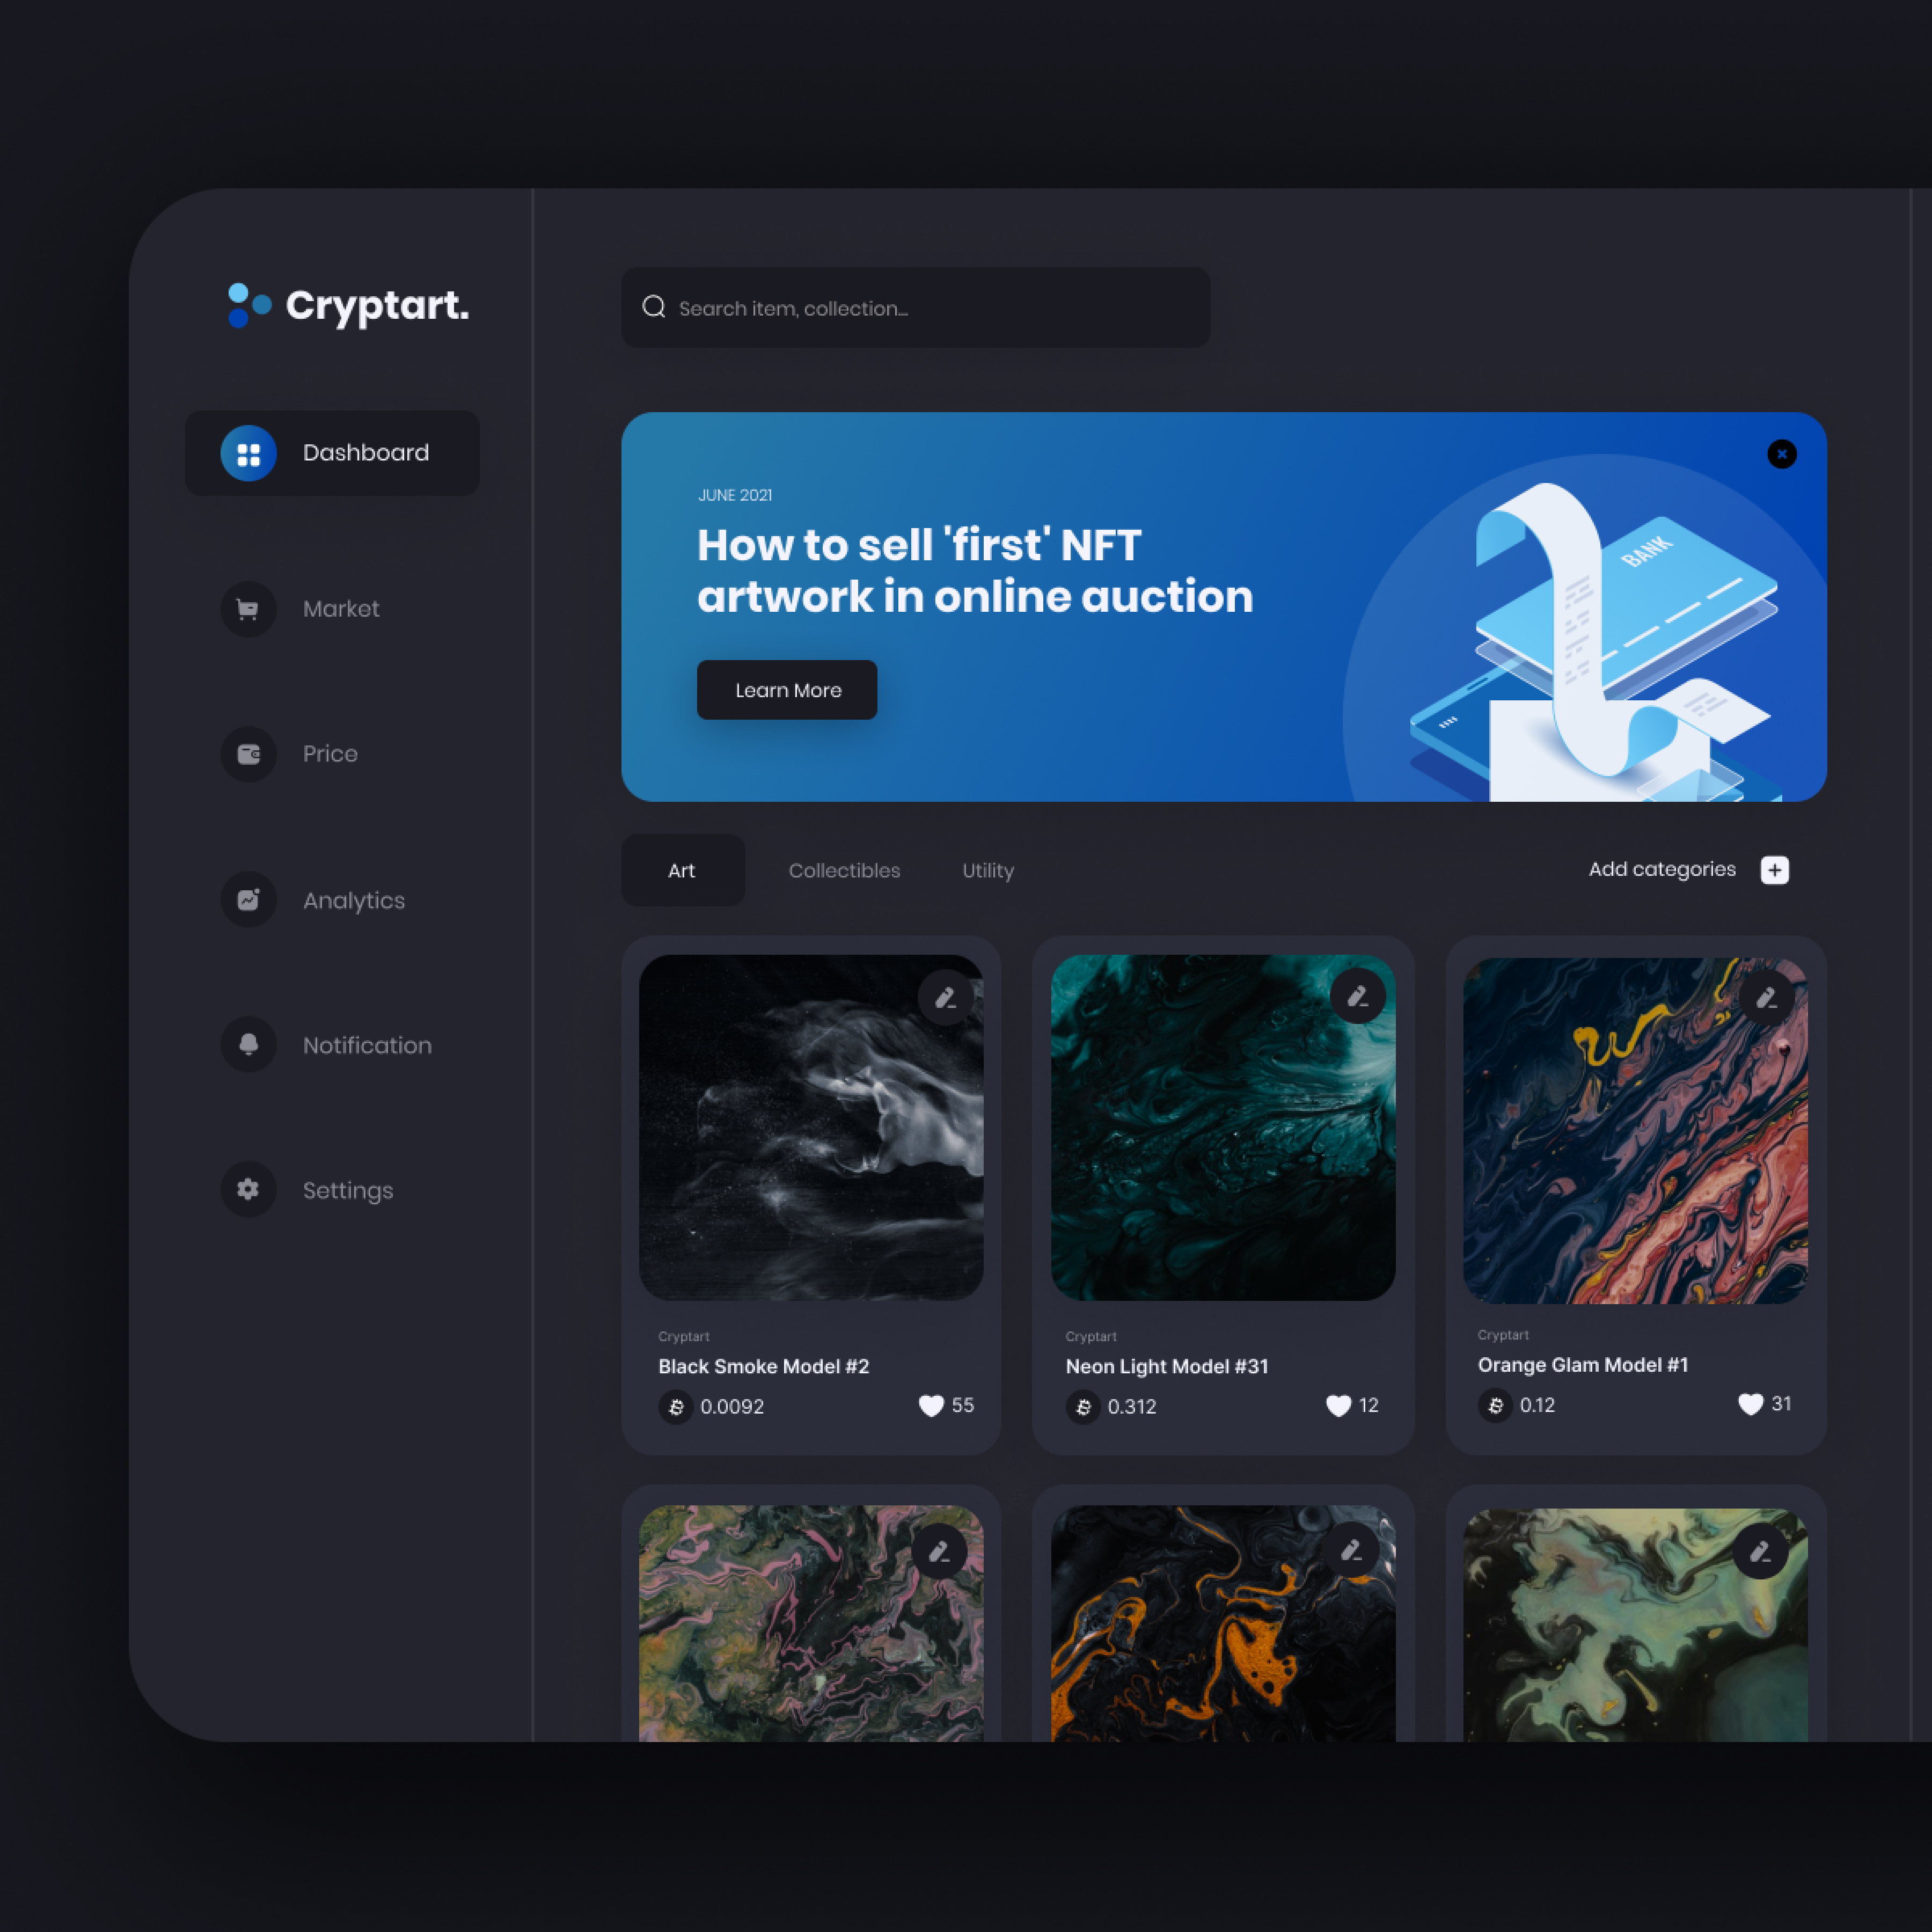 Cryptart.
Dashboard
Market
Price
Analytics
Notification
Settings
Search item, collection...
JUNE 2021
How to sell 'first' NFT
artwork in online auction
Learn More
BANK
Art
Collectibles
Utility
Add categories
Cryptart
Black Smoke Model #2
0.0092
55
Cryptart
Neon Light Model #31
0.312
12
Cryptart
Orange Glam Model #1
0.12
31